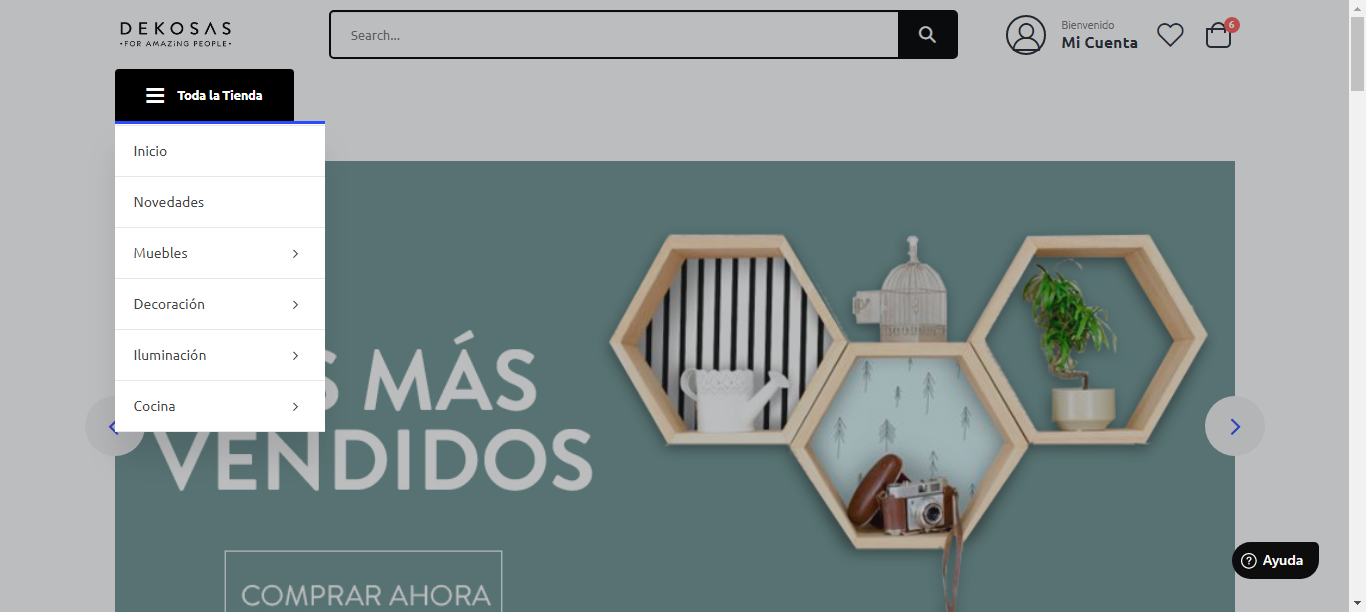 DEKOSAS
•FOR AMAZING PEOPLE•
Search...
Bienvenido
Mi Cuenta
6
Toda la Tienda
Inicio
Novedades
Muebles
Decoración
Iluminación
Cocina
S MÁS
VENDIDOS
COMPRAR AHORA
Ayuda